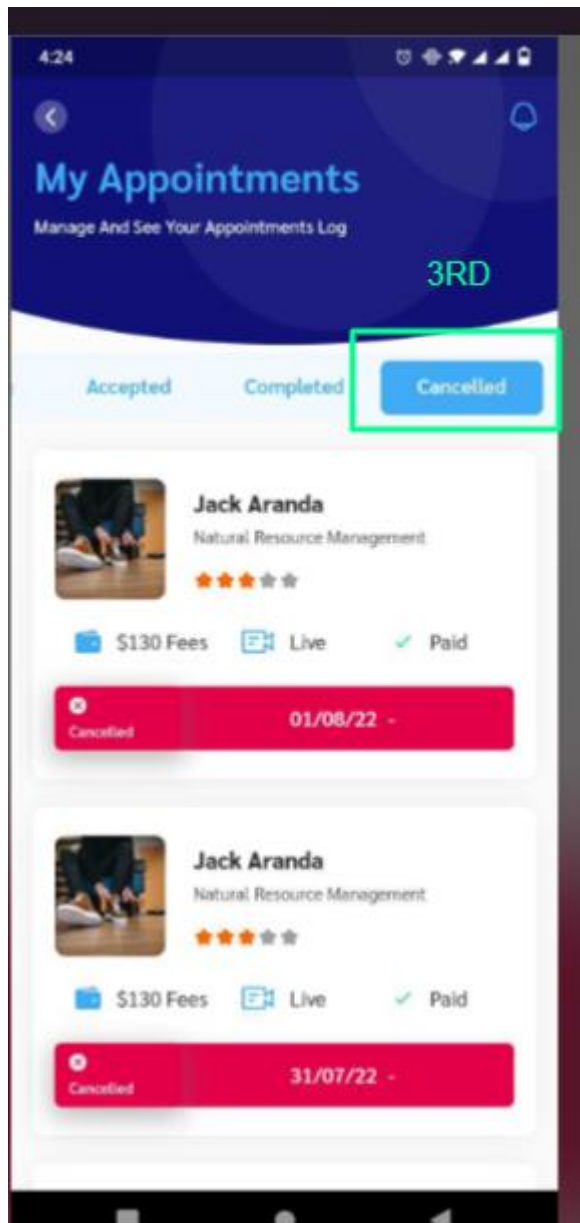 4:24
My Appointments
Manage And See Your Appointments Log
3RD
Accepted Completed Cancelled
Jack Aranda
Natural Resource Management
$130 Fees Live Paid
Cancelled 01/08/22 -
Jack Aranda
Natural Resource Management
$130 Fees Live Paid
Cancelled 31/07/22 -